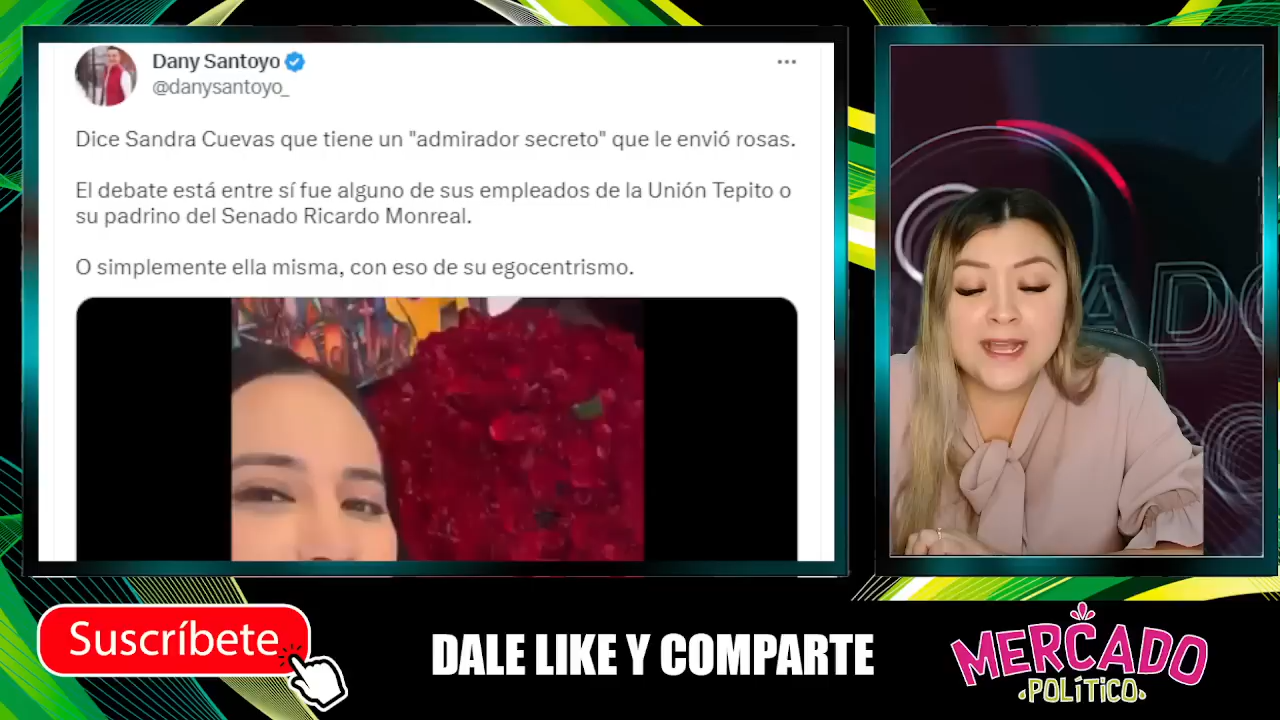 Dany Santoyo
@danysantoyo_
Dice Sandra Cuevas que tiene un "admirador secreto" que le envió rosas.
El debate está entre sí fue alguno de sus empleados de la Unión Tepito o
su padrino del Senado Ricardo Monreal.
O simplemente ella misma, con eso de su egocentrismo.
ADO
Suscríbete
DALE LIKE Y COMPARTE
MERCADO
POLÍTICO